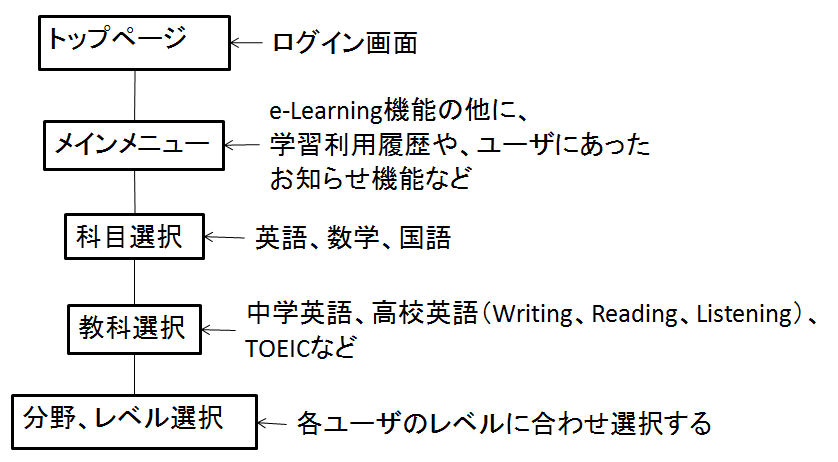 トップページ
ログイン画面
e-Learning機能の他に、
メインメニュー
学習利用履歴や、ユーザにあった
お知らせ機能など
科目選択
英語、数学、国語
教科選択
中学英語、高校英語（Writing、Reading、Listening）、
TOEICなど
分野、レベル選択
各ユーザのレベルに合わせ選択する